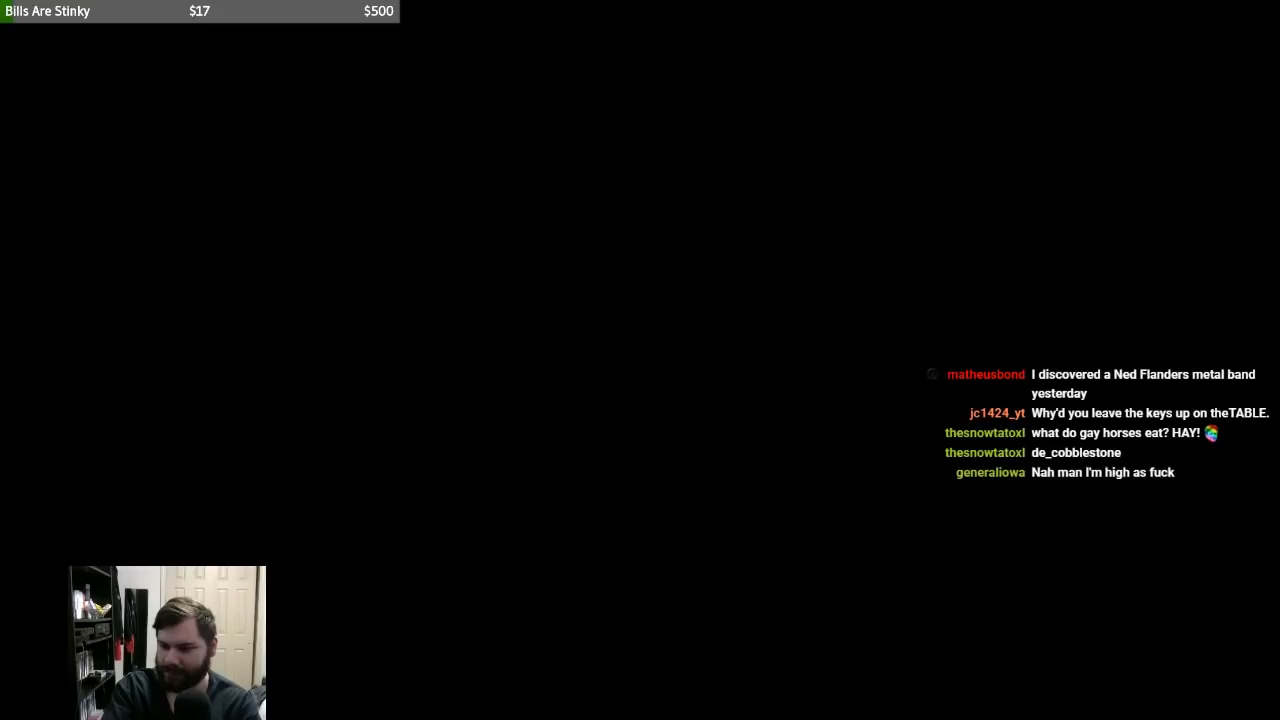 Bills Are Stinky $17 $500
matheusbond I discovered a Ned Flanders metal band
yesterday
jc1424_yt Why'd you leave the keys up on theTABLE.
thesnowtatoxl what do gay horses eat? HAY!
thesnowtatoxl de_cobblestone
generaliowa Nah man I'm high as fuck